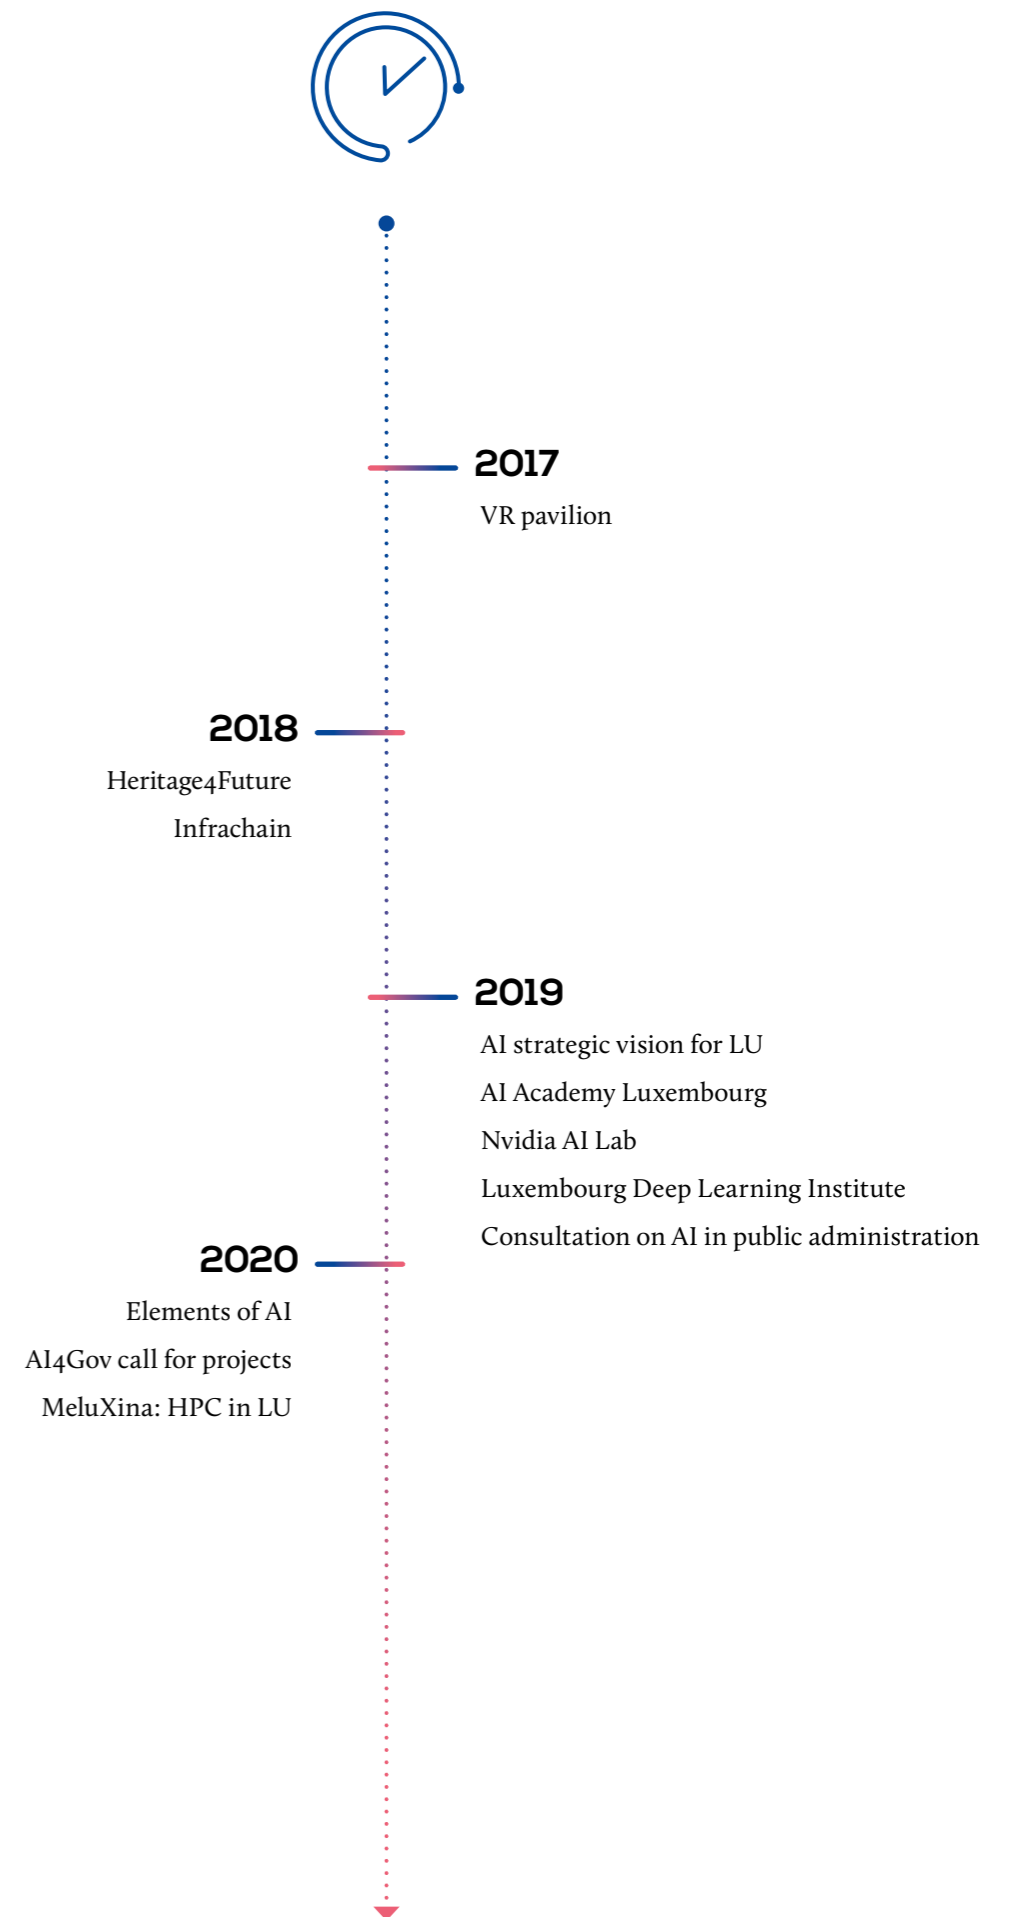 2017
VR pavilion
2018
Heritage4Future
Infrachain
2019
AI strategic vision for LU
AI Academy Luxembourg
Nvidia AI Lab
Luxembourg Deep Learning Institute
Consultation on AI in public administration
2020
Elements of AI
AI4Gov call for projects
MeluXina: HPC in LU